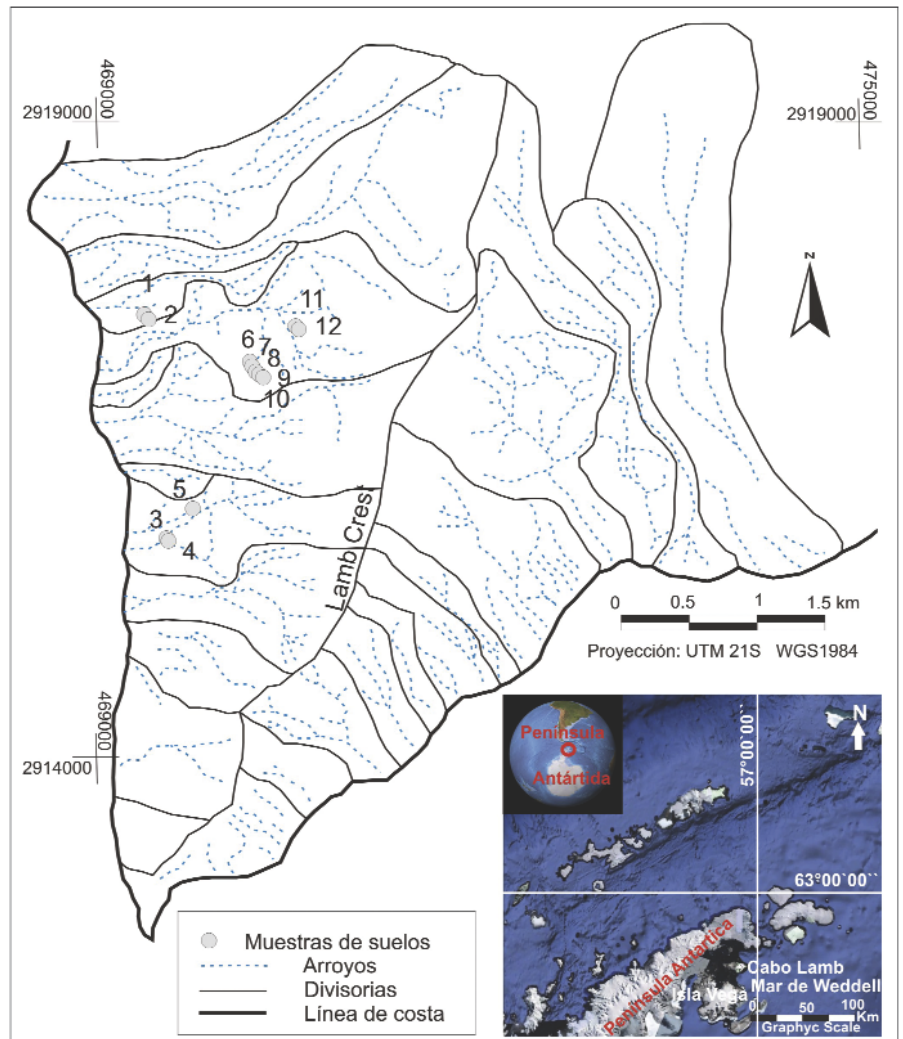 469000
475000
2919000
2919000
1
2
11
12
6
7
8
9
10
5
3
4
Lamb Crest
N
0 0.5 1 1.5 km
Proyección: UTM 21S WGS1984
469000
2914000
Península
Antártida
57°00'00``
N
63°00'00``
Península Antártica
Cabo Lamb
Mar de Weddell
Isla Vega
0 50 100
Km
Graphyc Scale
Muestras de suelos
Arroyos
Divisorias
Línea de costa